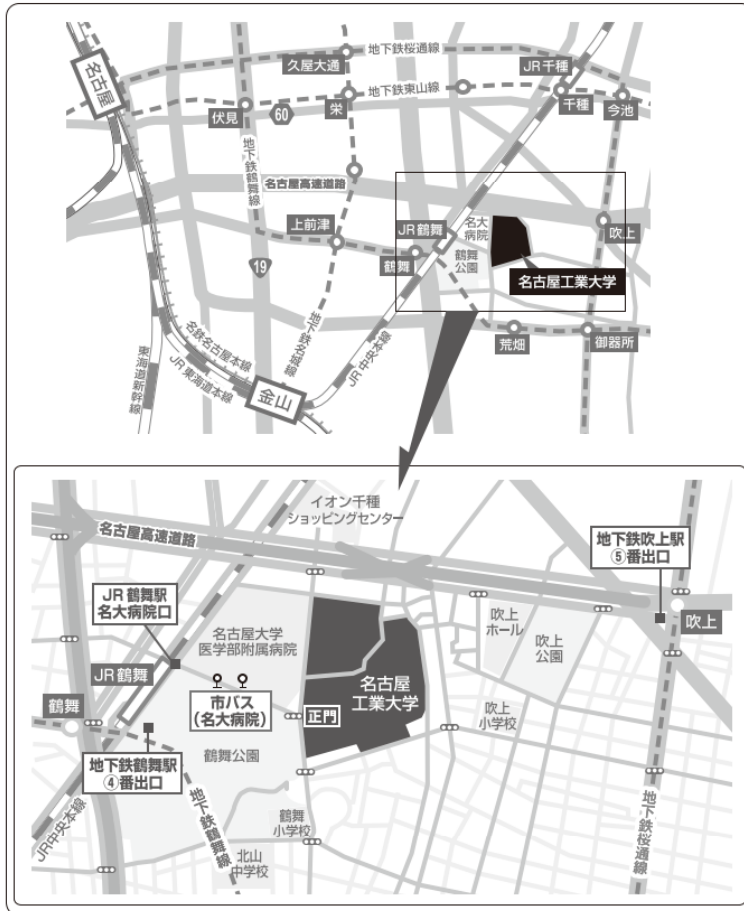 地下鉄桜通線
久屋大通
JR千種
名古屋
地下鉄東山線
伏見
60
栄
千種
今池
地下鉄鶴舞線
名古屋高速道路
上前津
JR鶴舞
名大
病院
吹上
鶴舞
鶴舞
公園
19
名古屋工業大学
地下鉄名城線
荒畑
御器所
名鉄名古屋本線
JR東海道本線
東海道新幹線
JR中央本線
金山
イオン千種
ショッピングセンター
名古屋高速道路
地下鉄吹上駅
⑤番出口
JR鶴舞駅
名大病院口
名古屋大学
医学部附属病院
吹上
ホール
吹上
公園
吹上
JR鶴舞
名古屋
工業大学
市バス
(名大病院)
正門
鶴舞
吹上
小学校
地下鉄鶴舞駅
④番出口
鶴舞公園
地下鉄鶴舞線
JR中央本線
鶴舞
小学校
地下鉄桜通線
北山
中学校